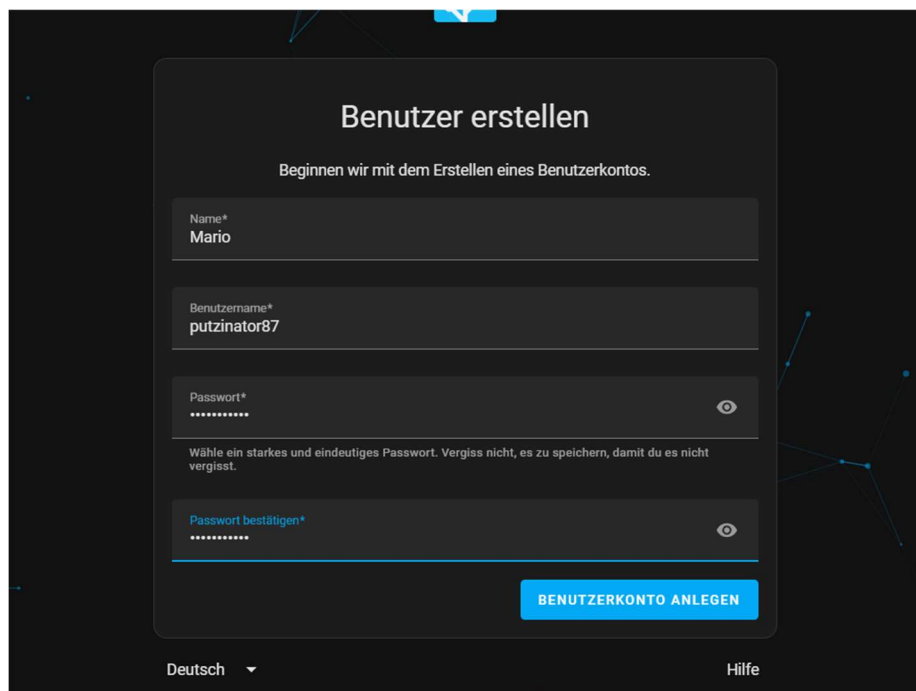 Benutzer erstellen
Beginnen wir mit dem Erstellen eines Benutzerkontos.
Name*
Mario
Benutzername*
putzinator87
Passwort*
•••••••••••
Wähle ein starkes und eindeutiges Passwort. Vergiss nicht, es zu speichern, damit du es nicht
vergisst.
Passwort bestätigen*
•••••••••••
BENUTZERKONTO ANLEGEN
Deutsch
Hilfe